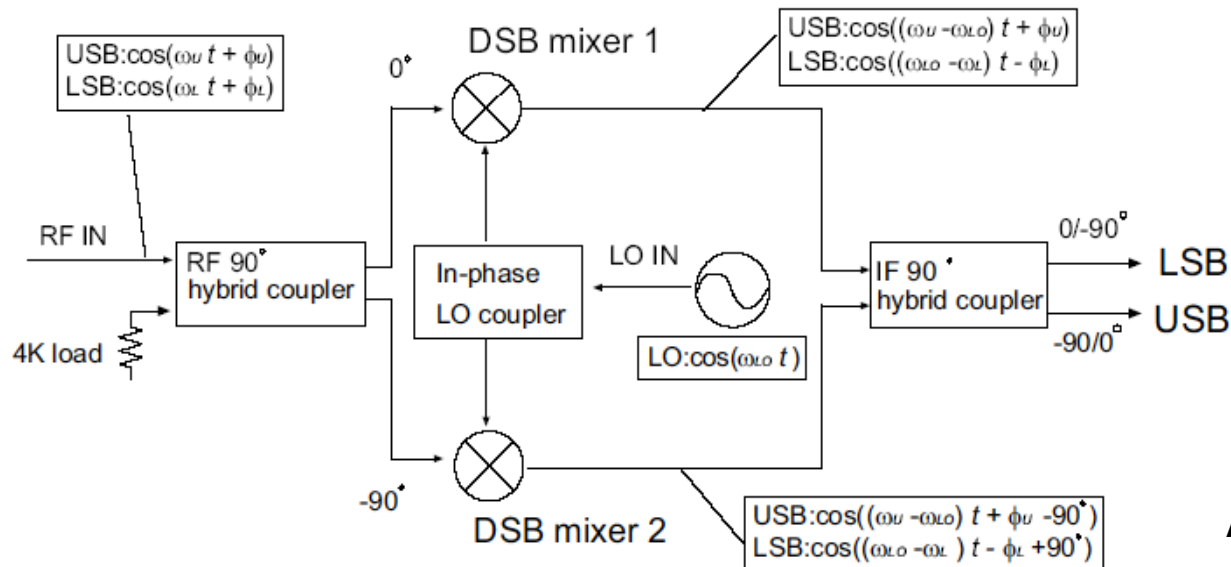 DSB mixer 1
USB:cos(ωU t + ϕU)
LSB:cos(ωL t + ϕL)
0°
USB:cos((ωU -ωLO) t + ϕU)
LSB:cos((ωLO -ωL) t - ϕL)
RF IN
RF 90°
hybrid coupler
4K load
In-phase
LO coupler
LO IN
LO:cos(ωLO t )
IF 90 °
hybrid coupler
0/-90°
LSB
USB
-90/0°
-90°
DSB mixer 2
USB:cos((ωU -ωLO) t + ϕU -90°)
LSB:cos((ωLO -ωL ) t - ϕL +90°)